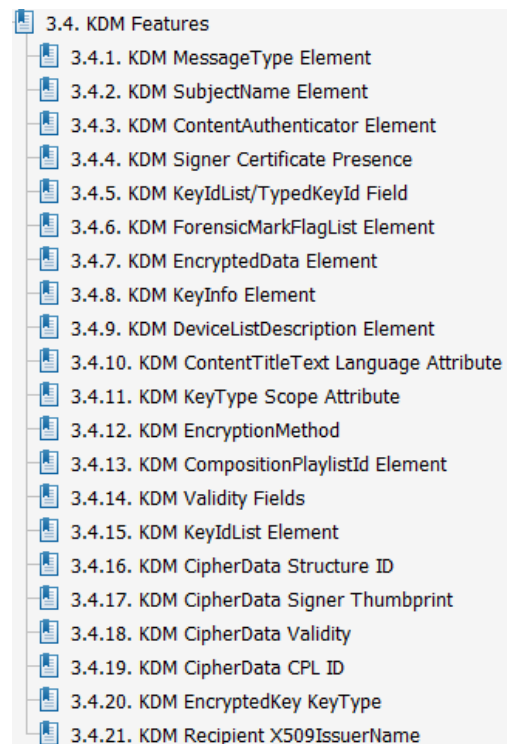 3.4. KDM Features
3.4.1. KDM MessageType Element
3.4.2. KDM SubjectName Element
3.4.3. KDM ContentAuthenticator Element
3.4.4. KDM Signer Certificate Presence
3.4.5. KDM KeyIdList/TypedKeyId Field
3.4.6. KDM ForensicMarkFlagList Element
3.4.7. KDM EncryptedData Element
3.4.8. KDM KeyInfo Element
3.4.9. KDM DeviceListDescription Element
3.4.10. KDM ContentTitleText Language Attribute
3.4.11. KDM KeyType Scope Attribute
3.4.12. KDM EncryptionMethod
3.4.13. KDM CompositionPlaylistId Element
3.4.14. KDM Validity Fields
3.4.15. KDM KeyIdList Element
3.4.16. KDM CipherData Structure ID
3.4.17. KDM CipherData Signer Thumbprint
3.4.18. KDM CipherData Validity
3.4.19. KDM CipherData CPL ID
3.4.20. KDM EncryptedKey KeyType
3.4.21. KDM Recipient X509IssuerName